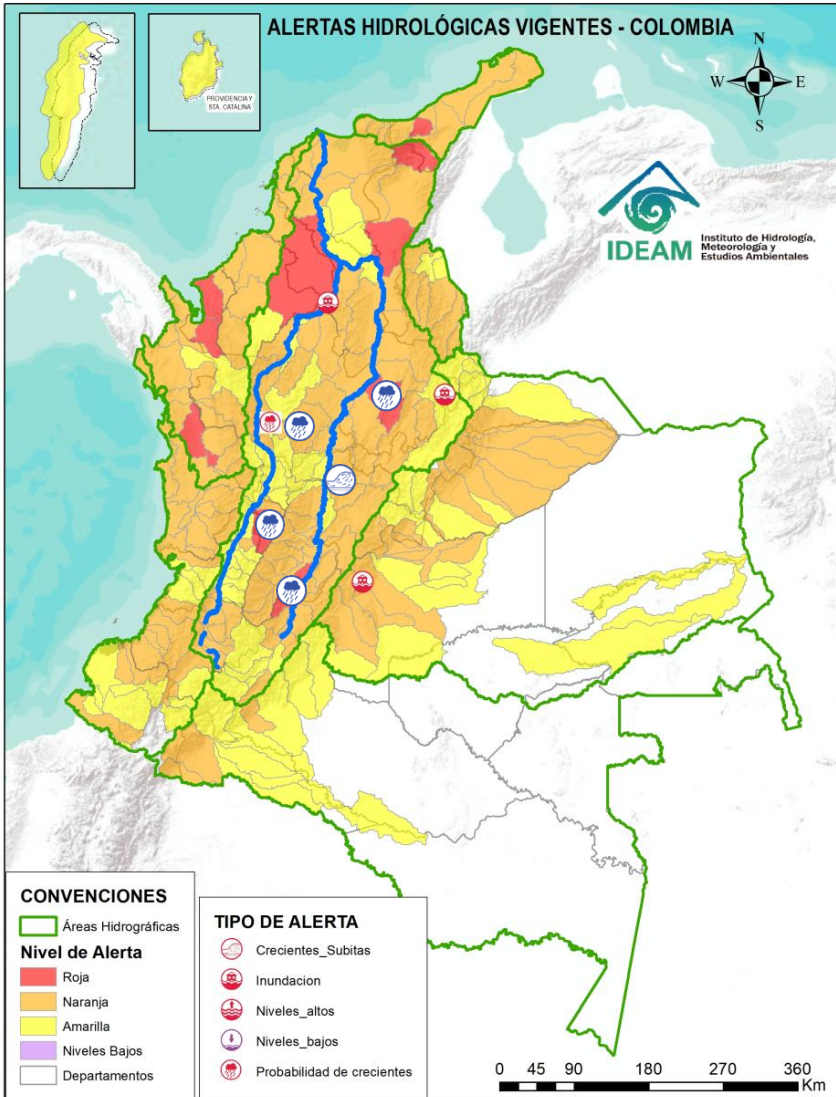 ALERTAS HIDROLÓGICAS VIGENTES - COLOMBIA
PROVIDENCIA Y
STA. CATALINA
N
W
E
S
IDEAM
Instituto de Hidrología,
Meteorología y
Estudios Ambientales
CONVENCIONES
Áreas Hidrográficas
Nivel de Alerta
Roja
Naranja
Amarilla
Niveles Bajos
Departamentos
TIPO DE ALERTA
Crecientes_Subitas
Inundacion
Niveles_altos
Niveles_bajos
Probabilidad de crecientes
0 45 90 180 270 360
Km